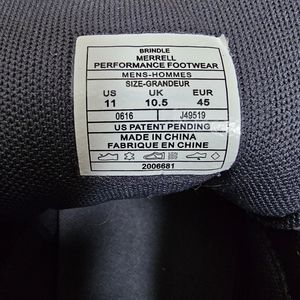 BRINDLE
MERRELL
PERFORMANCE FOOTWEAR
MENS-HOMMES
SIZE-GRANDEUR
US UK EUR
11 10.5 45
0616 J49519
US PATENT PENDING
MADE IN CHINA
FABRIQUE EN CHINE
2006681